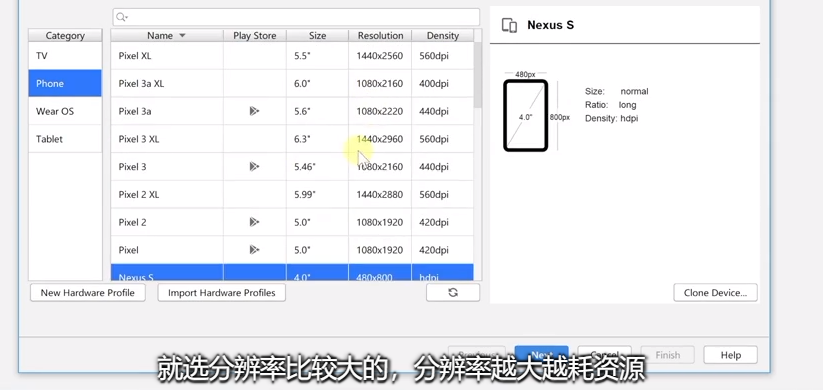 Category
TV
Phone
Wear OS
Tablet
Name Play Store Size Resolution Density
Pixel XL 5.5" 1440x2560 560dpi
Pixel 3a XL 6.0" 1080x2160 400dpi
Pixel 3a 5.6" 1080x2220 440dpi
Pixel 3 XL 6.3" 1440x2960 560dpi
Pixel 3 5.46" 1080x2160 440dpi
Pixel 2 XL 5.99" 1440x2880 560dpi
Pixel 2 5.0" 1080x1920 420dpi
Pixel 5.0" 1080x1920 420dpi
Nexus S 4.0" 480x800 hdpi
New Hardware Profile Import Hardware Profiles
Nexus S
480px
4.0"
800px
Size: normal
Ratio: long
Density: hdpi
Clone Device...
Next Cancel Finish Help
就选分辨率比较大的，分辨率越大越耗资源